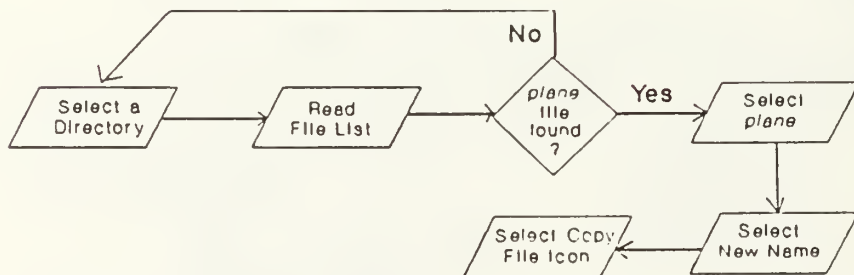 No
Select a
Directory
Read
File List
plane
file
found
?
Yes
Select
plane
Select
New Name
Select Copy
File Icon